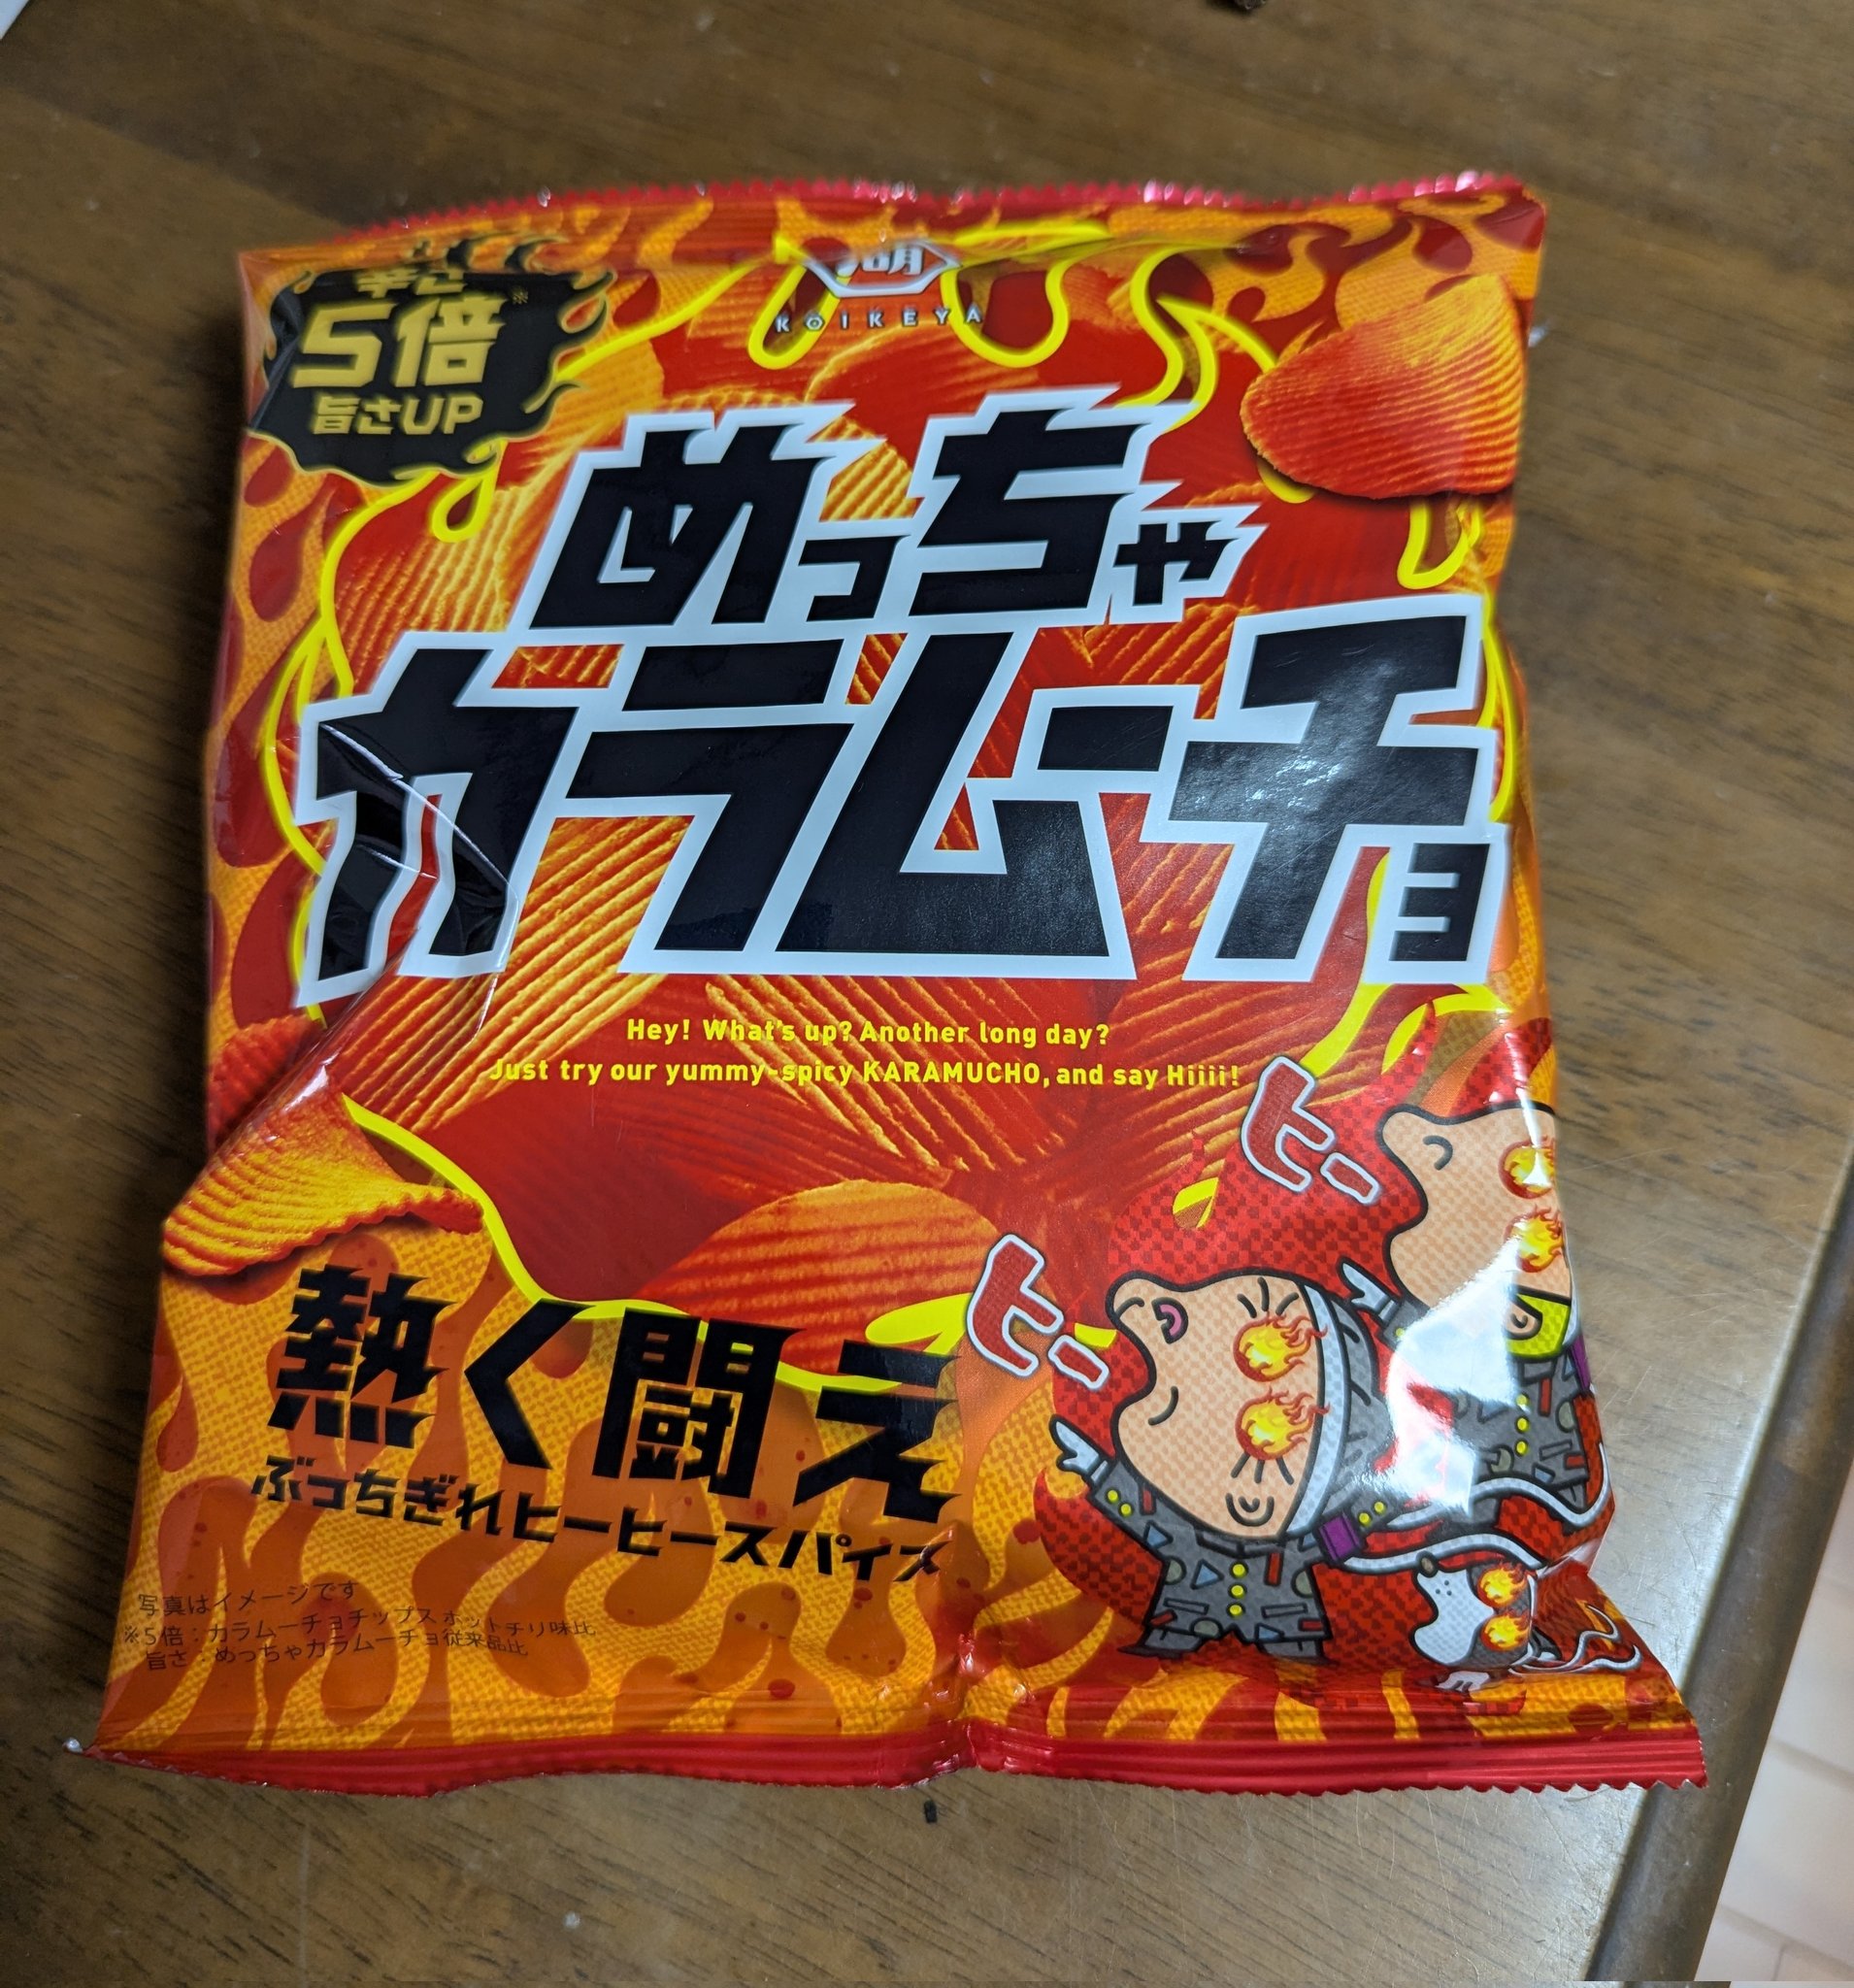 辛さ
5倍※
旨さUP
湖
KOIKEYA
めっちゃ
カラムーチョ
Hey! What's up? Another long day?
Just try our yummy-spicy KARAMUCHO, and say Hiiii!
ヒー
ヒー
熱く闘え
ぶっちぎれヒーヒースパイス
写真はイメージです
※5倍：カラムーチョチップス ホットチリ味比
旨さ：めっちゃカラムーチョ従来品比